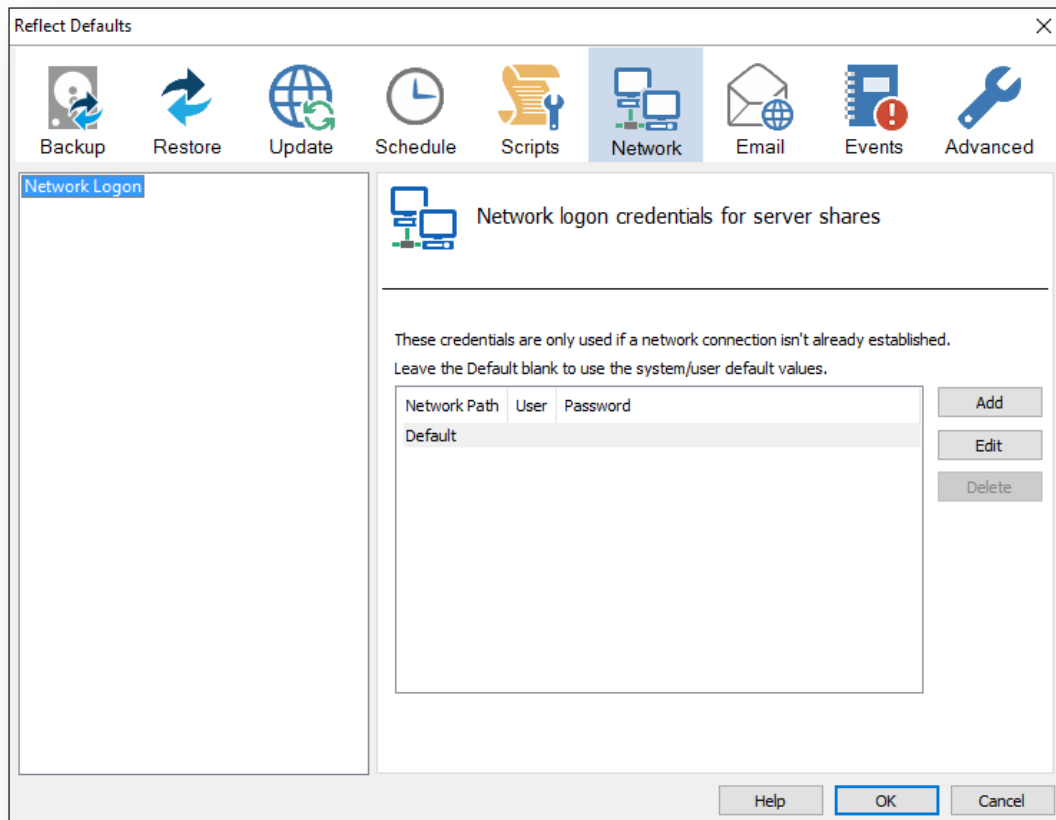 Reflect Defaults
Backup Restore Update Schedule Scripts Network Email Events Advanced
Network Logon
Network logon credentials for server shares
These credentials are only used if a network connection isn't already established.
Leave the Default blank to use the system/user default values.
Network Path User Password
Default
Add
Edit
Delete
Help OK Cancel